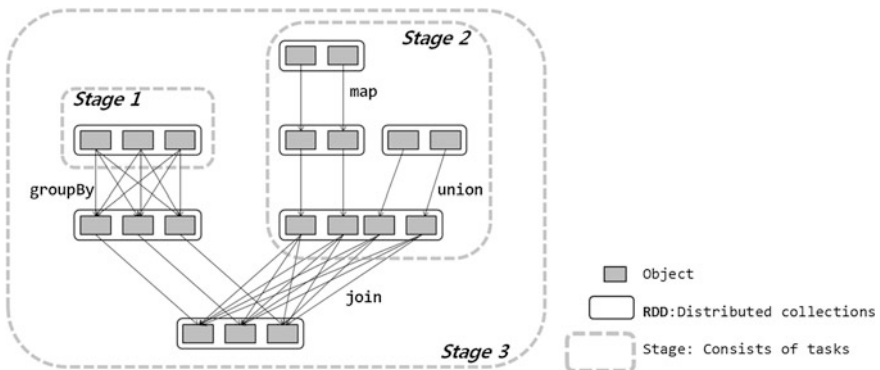 Stage 2
map
Stage 1
groupBy
union
join
Stage 3
Object
RDD:Distributed collections
Stage: Consists of tasks